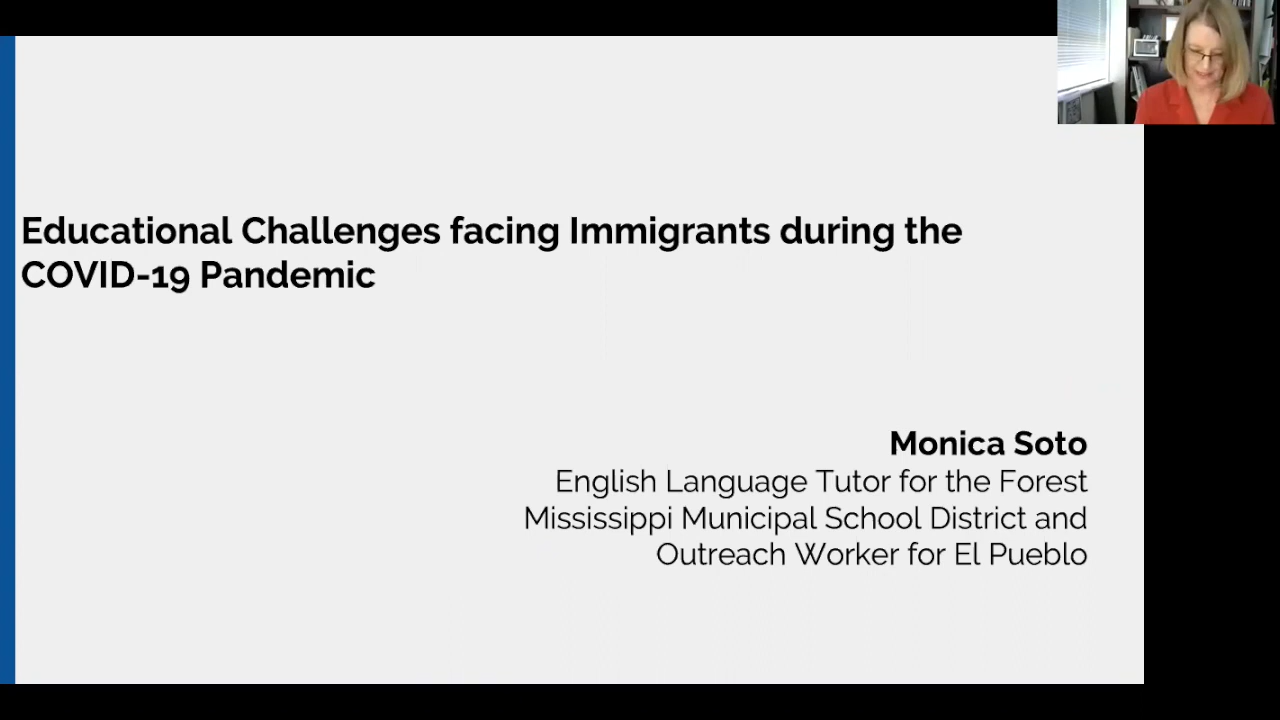 Educational Challenges facing Immigrants during the
COVID-19 Pandemic
Monica Soto
English Language Tutor for the Forest
Mississippi Municipal School District and
Outreach Worker for El Pueblo